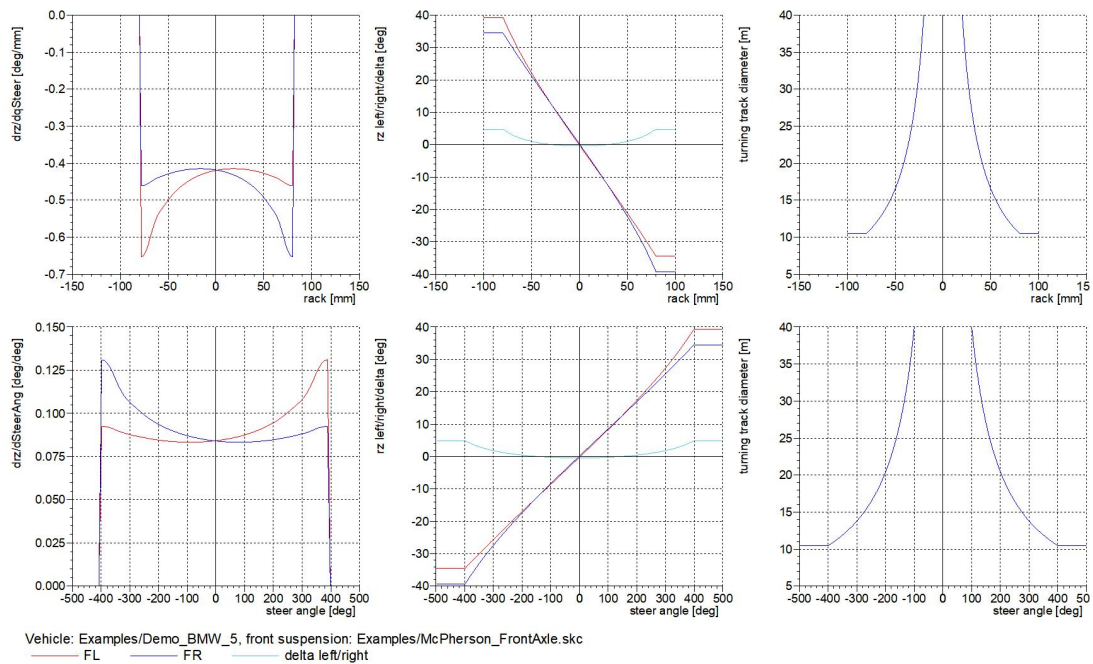 drz/dqSteer [deg/mm]
0.0
-0.1
-0.2
-0.3
-0.4
-0.5
-0.6
-0.7
-150 -100 -50 0 50 100 150
rack [mm]
rz left/right/delta [deg]
40
30
20
10
0
-10
-20
-30
-40
-150 -100 -50 0 50 100 150
rack [mm]
turning track diameter [m]
40
35
30
25
20
15
10
5
-150 -100 -50 0 50 100 15
rack [mm]
drz/dSteerAng [deg/deg]
0.150
0.125
0.100
0.075
0.050
0.025
0.000
-500 -400 -300 -200 -100 0 100 200 300 400 500
steer angle [deg]
rz left/right/delta [deg]
40
30
20
10
0
-10
-20
-30
-40
-500 -400 -300 -200 -100 0 100 200 300 400 500
steer angle [deg]
turning track diameter [m]
40
35
30
25
20
15
10
5
-500 -400 -300 -200 -100 0 100 200 300 400 50
steer angle [deg]
Vehicle: Examples/Demo_BMW_5, front suspension: Examples/McPherson_FrontAxle.skc
FL FR delta left/right